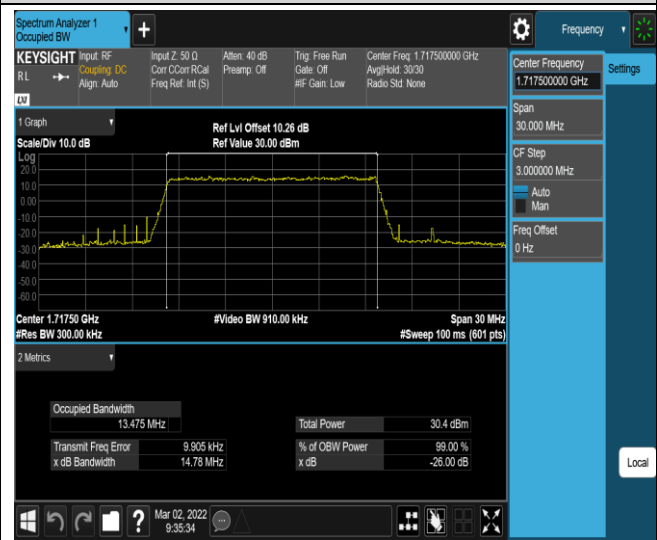 Spectrum Analyzer 1
Occupied BW
+
Frequency
KEYSIGHT
Input: RF
Coupling: DC
Align: Auto
Input Z: 50 Ω
Corr CCorr RCal
Freq Ref: Int (S)
Atten: 40 dB
Preamp: Off
Trig: Free Run
Gate: Off
#IF Gain: Low
Center Freq: 1.717500000 GHz
Avg|Hold: 30/30
Radio Std: None
RL
LXI
Center Frequency
1.717500000 GHz
Settings
Span
30.000 MHz
CF Step
3.000000 MHz
Auto
Man
Freq Offset
0 Hz
1 Graph
Scale/Div 10.0 dB
Ref Lvl Offset 10.26 dB
Ref Value 30.00 dBm
Log
20.0
10.0
0.00
-10.0
-20.0
-30.0
-40.0
-50.0
-60.0
Center 1.71750 GHz
#Video BW 910.00 kHz
Span 30 MHz
#Res BW 300.00 kHz
#Sweep 100 ms (601 pts)
2 Metrics
Occupied Bandwidth
13.475 MHz
Total Power 30.4 dBm
Transmit Freq Error 9.905 kHz
% of OBW Power 99.00 %
x dB Bandwidth 14.78 MHz
x dB -26.00 dB
Local
?
Mar 02, 2022
9:35:34